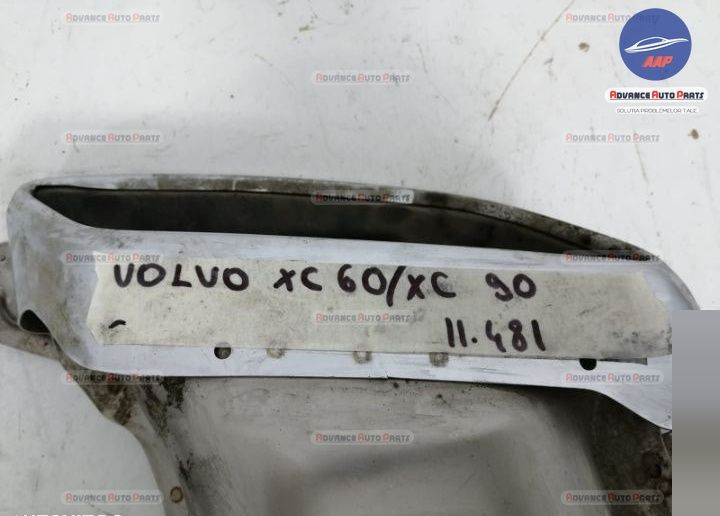 AAP
ADVANCE AUTO PARTS
SOLUTIA PROBLEMELOR TALE
VOLVO XC 60/XC 90
- 11.481